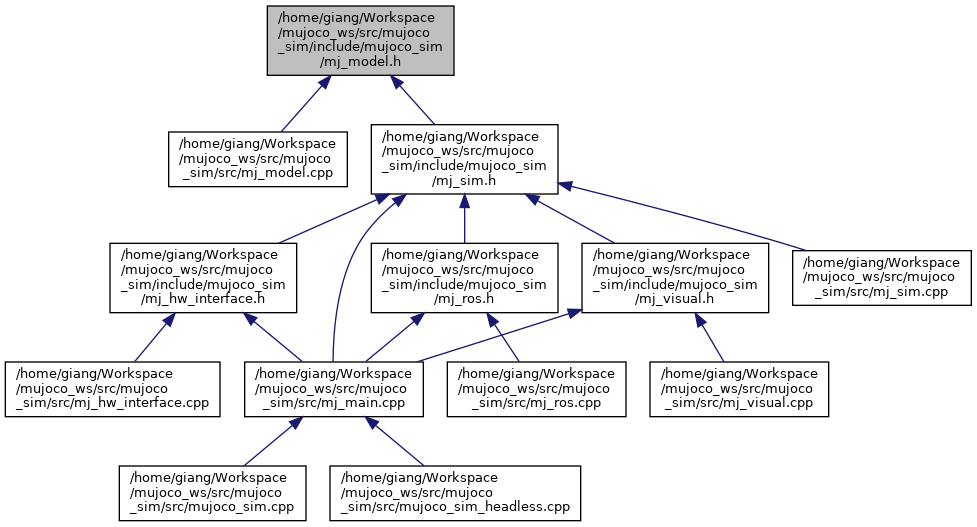 /home/giang/Workspace
/mujoco_ws/src/mujoco
_sim/include/mujoco_sim
/mj_model.h
/home/giang/Workspace
/mujoco_ws/src/mujoco
_sim/src/mj_model.cpp
/home/giang/Workspace
/mujoco_ws/src/mujoco
_sim/include/mujoco_sim
/mj_sim.h
/home/giang/Workspace
/mujoco_ws/src/mujoco
_sim/include/mujoco_sim
/mj_hw_interface.h
/home/giang/Workspace
/mujoco_ws/src/mujoco
_sim/include/mujoco_sim
/mj_ros.h
/home/giang/Workspace
/mujoco_ws/src/mujoco
_sim/include/mujoco_sim
/mj_visual.h
/home/giang/Workspace
/mujoco_ws/src/mujoco
_sim/src/mj_sim.cpp
/home/giang/Workspace
/mujoco_ws/src/mujoco
_sim/src/mj_hw_interface.cpp
/home/giang/Workspace
/mujoco_ws/src/mujoco
_sim/src/mj_main.cpp
/home/giang/Workspace
/mujoco_ws/src/mujoco
_sim/src/mj_ros.cpp
/home/giang/Workspace
/mujoco_ws/src/mujoco
_sim/src/mj_visual.cpp
/home/giang/Workspace
/mujoco_ws/src/mujoco
_sim/src/mujoco_sim.cpp
/home/giang/Workspace
/mujoco_ws/src/mujoco
_sim/src/mujoco_sim_headless.cpp